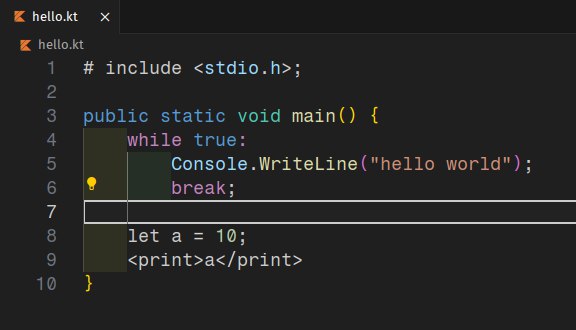 hello.kt ×
hello.kt
1 # include <stdio.h>;
2
3 public static void main() {
4     while true:
5         Console.WriteLine("hello world");
6         break;
7
8     let a = 10;
9     <print>a</print>
10 }